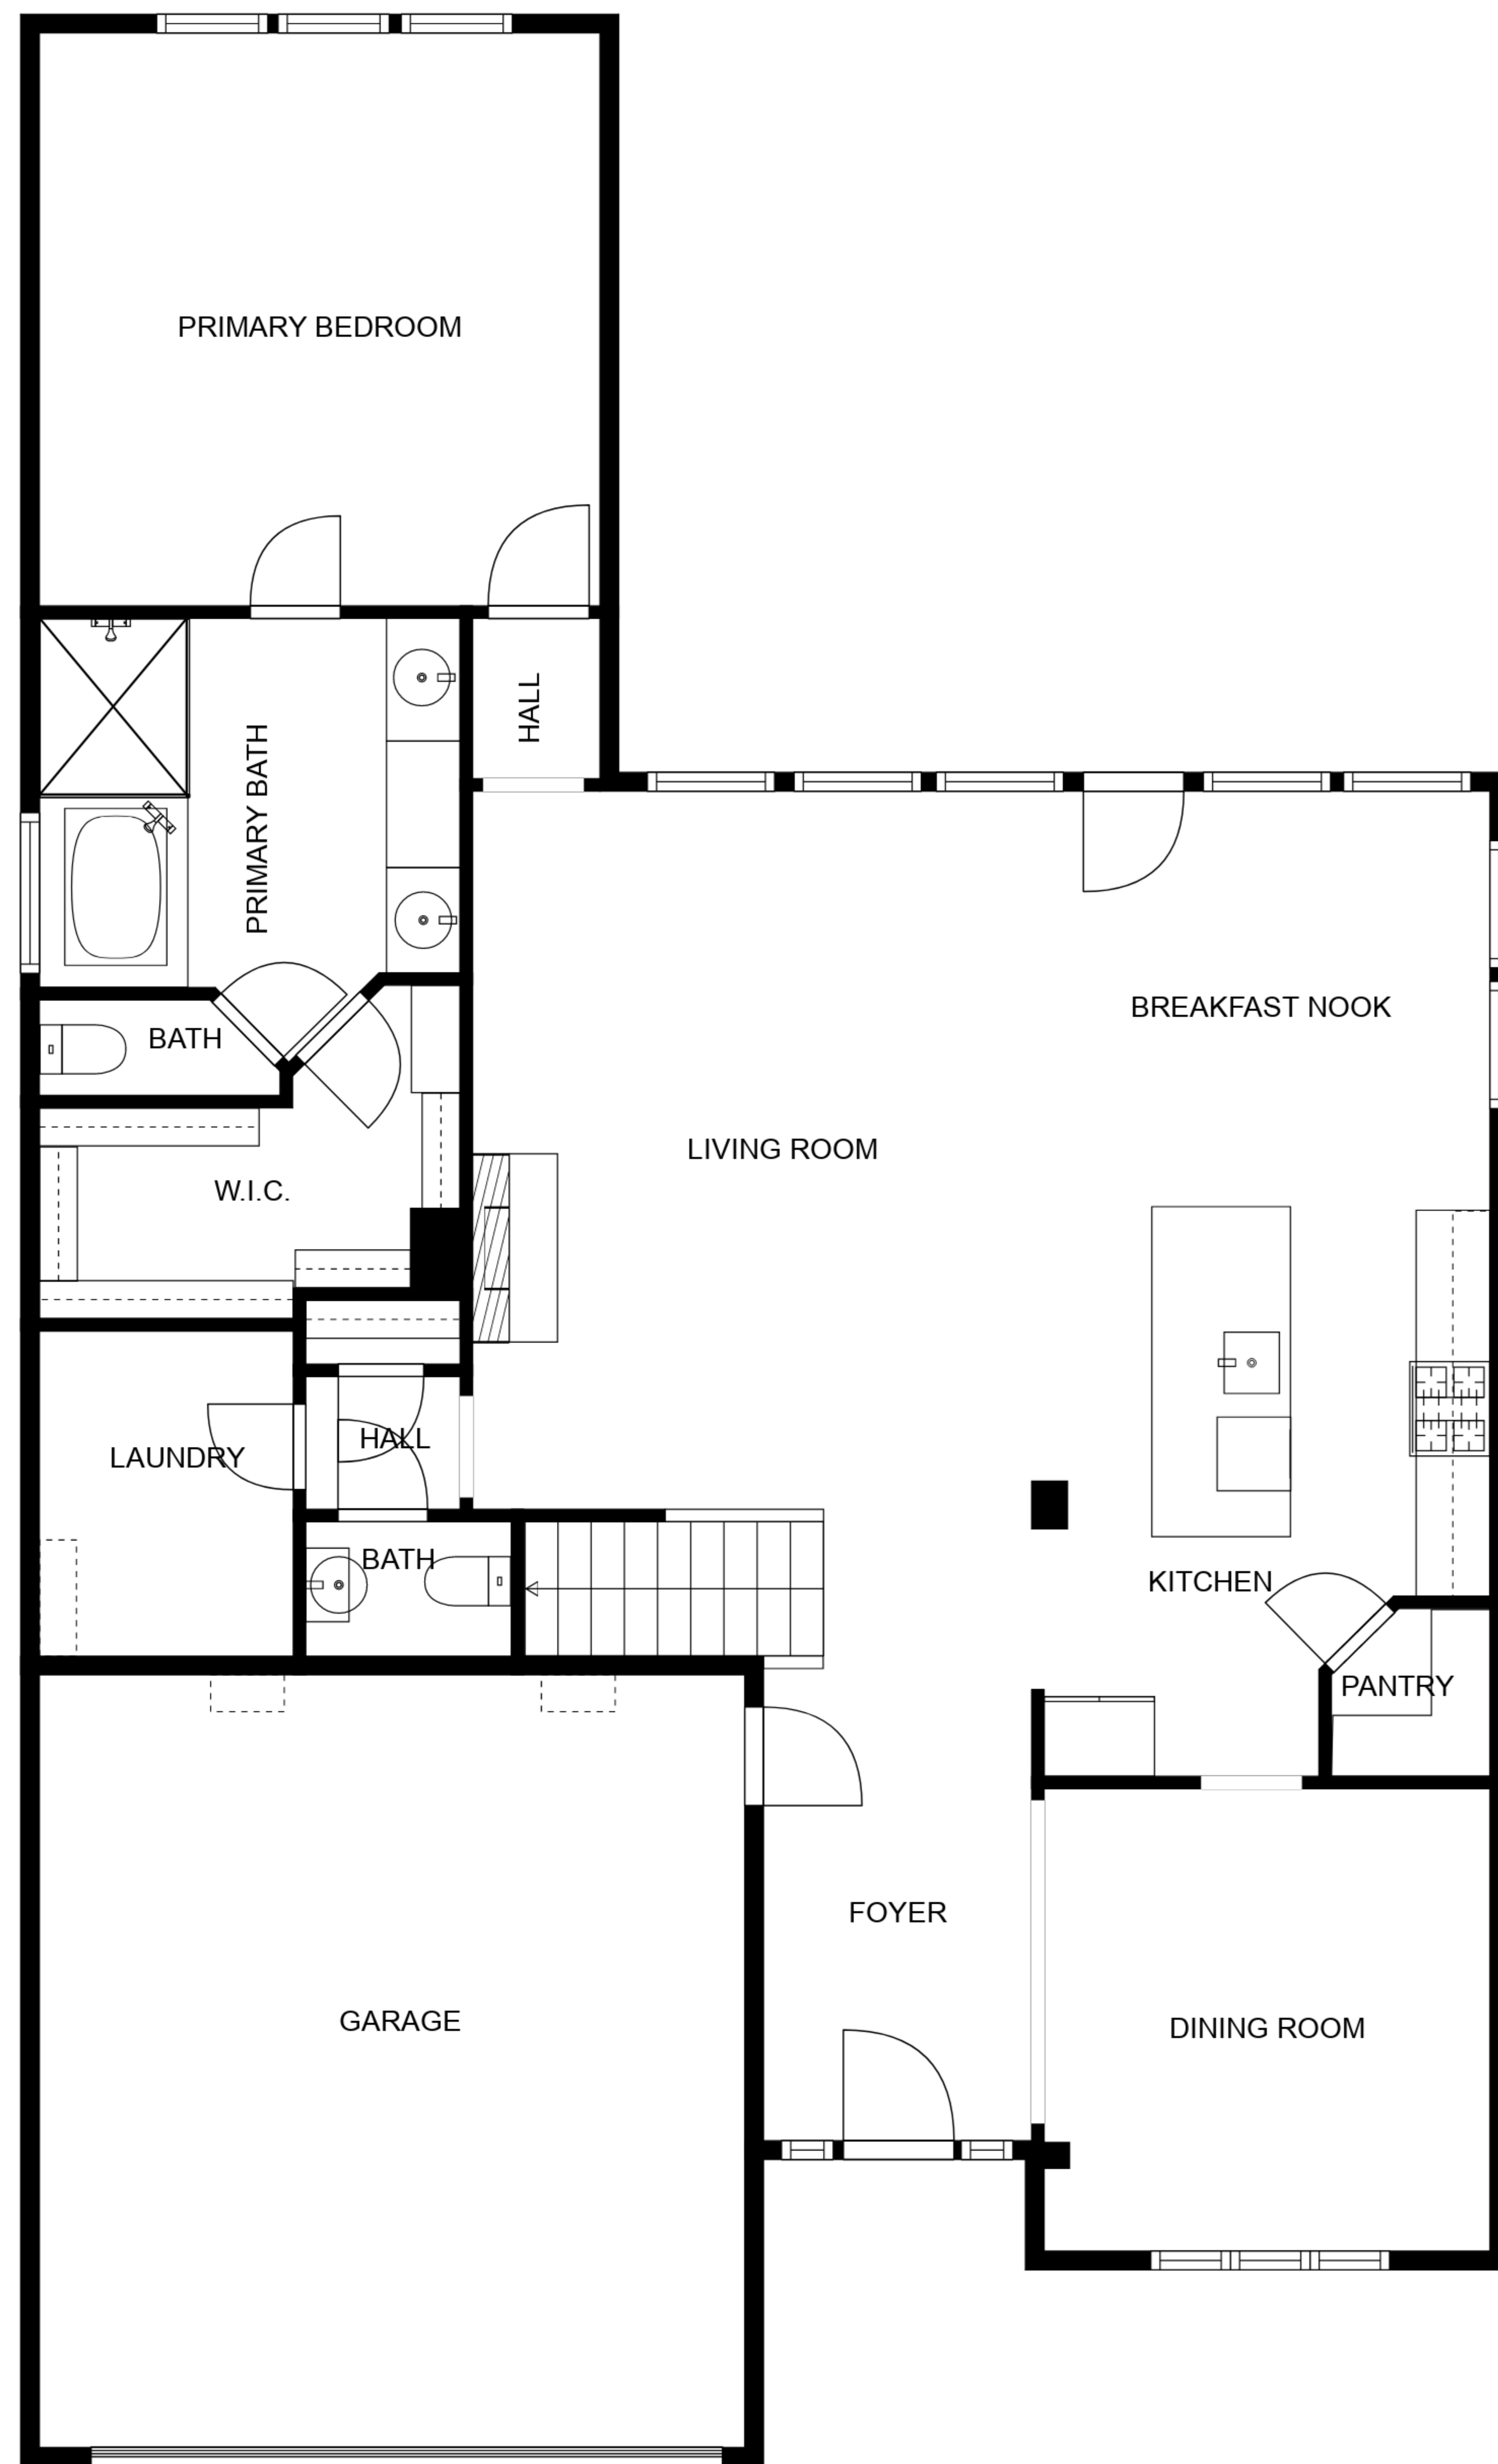 PRIMARY BEDROOM
HALL
PRIMARY BATH
BREAKFAST NOOK
BATH
LIVING ROOM
W.I.C.
HALL
LAUNDRY
BATH
KITCHEN
PANTRY
FOYER
GARAGE
DINING ROOM